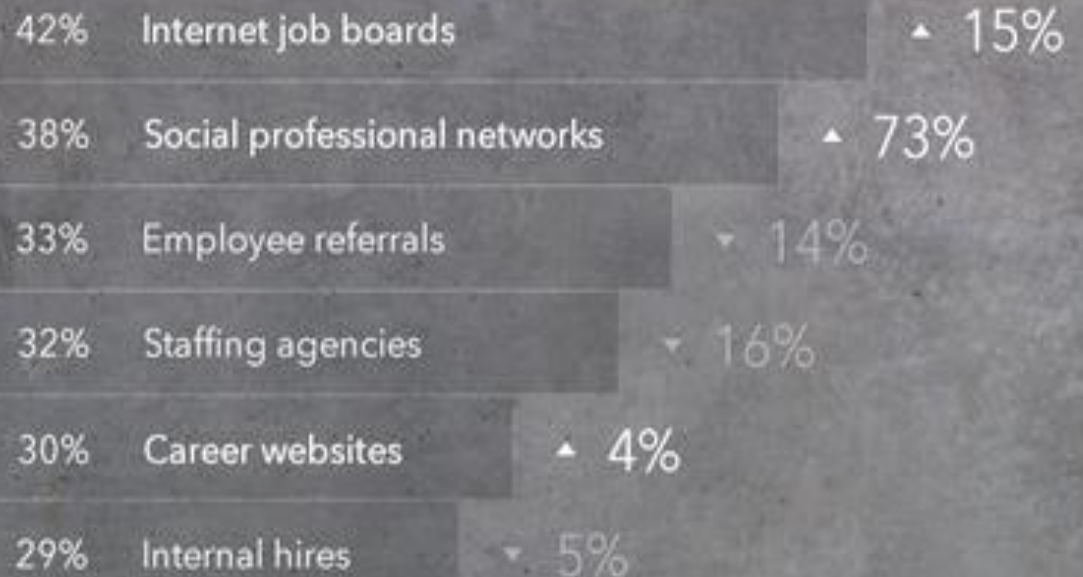 42% Internet job boards ▲ 15%
38% Social professional networks ▲ 73%
33% Employee referrals ▼ 14%
32% Staffing agencies ▼ 16%
30% Career websites ▲ 4%
29% Internal hires ▼ 5%